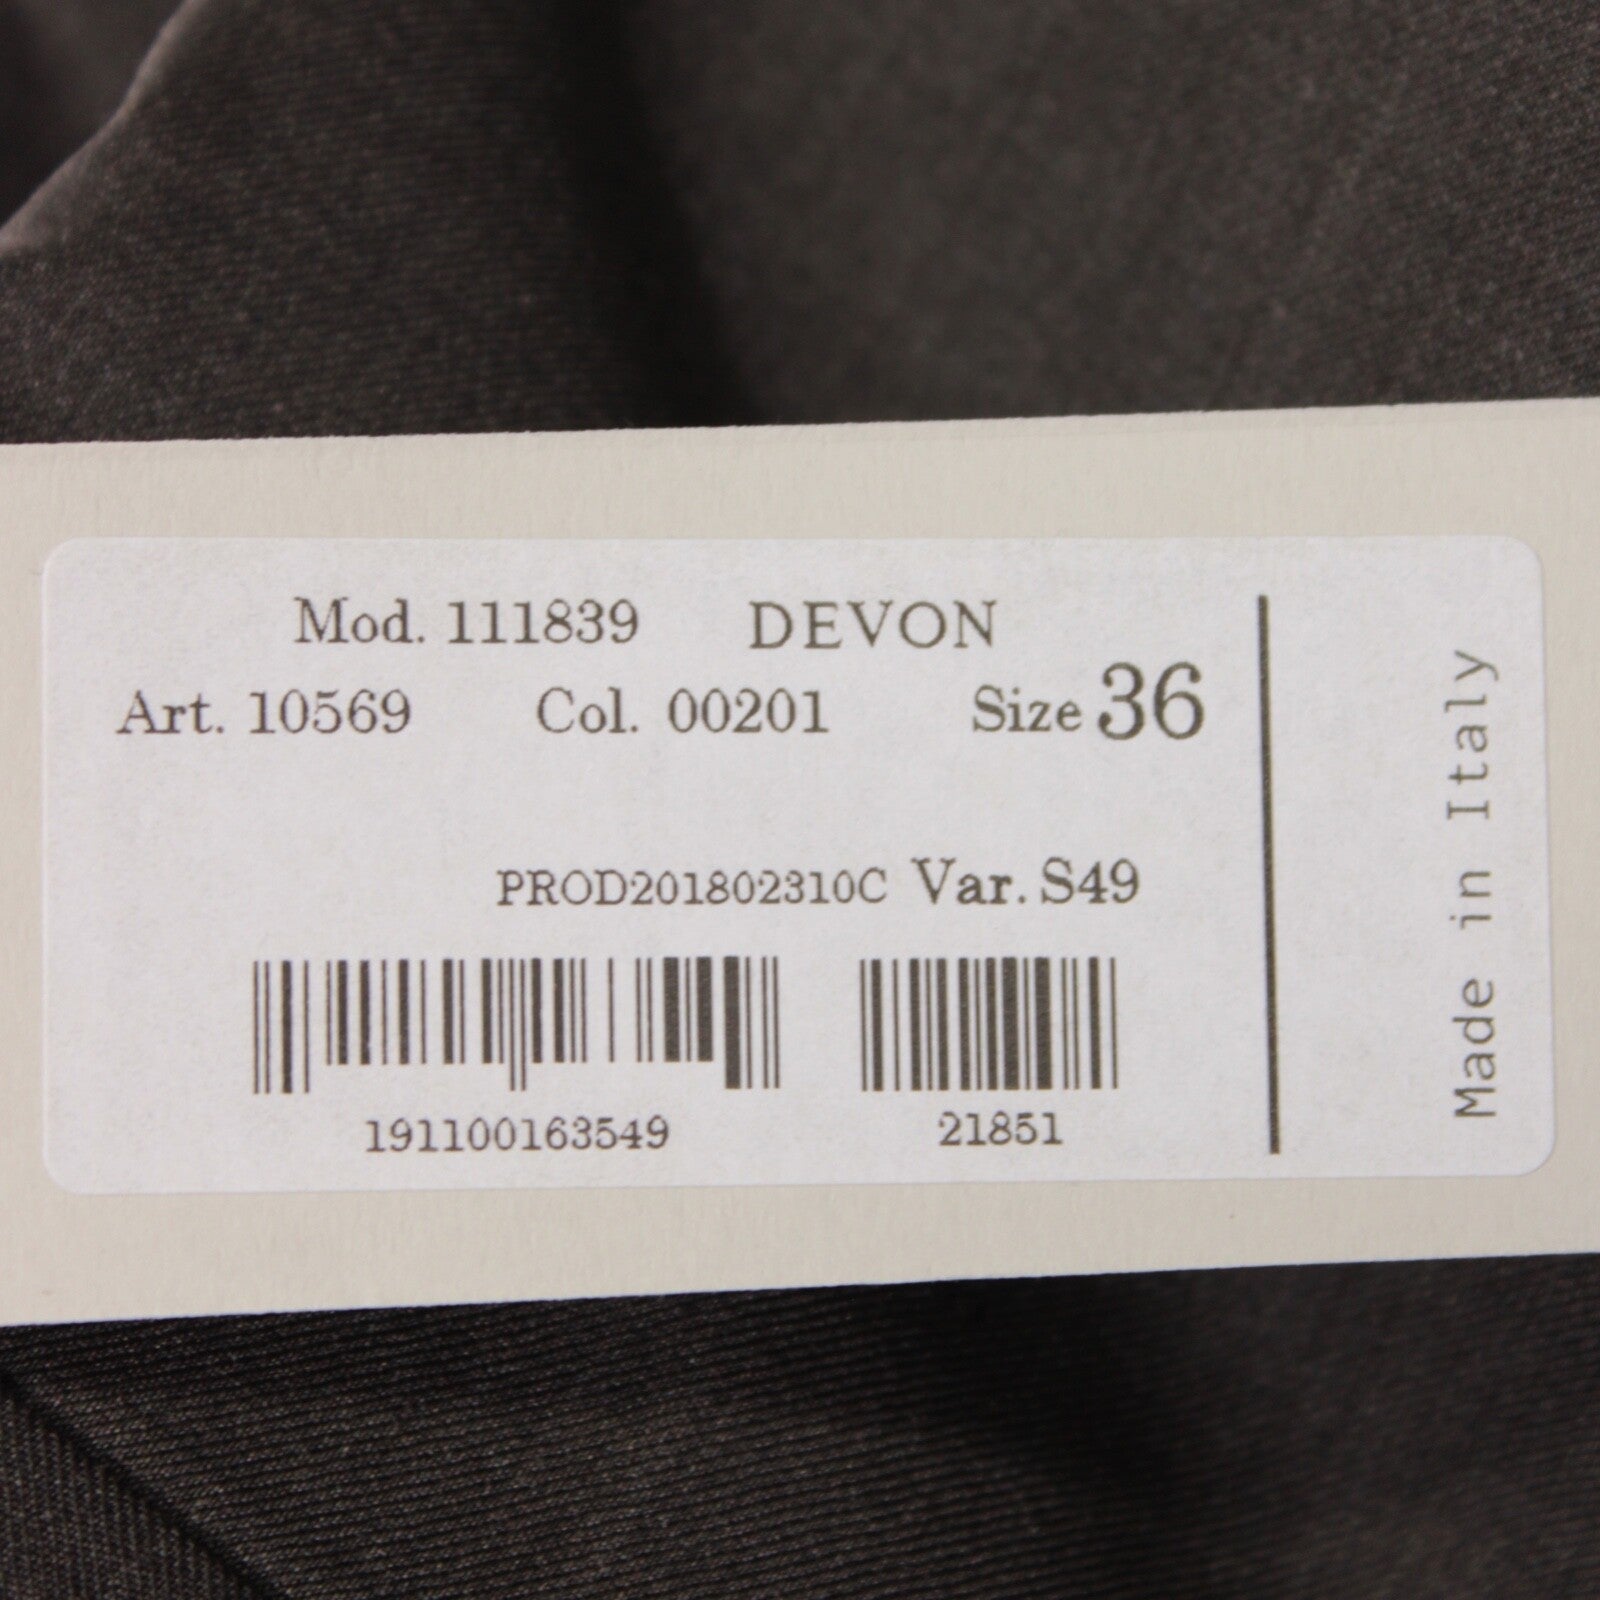 Mod. 111839 DEVON
Art. 10569 Col. 00201 Size 36
PROD201802310C Var. S49
191100163549 21851
Made in Italy